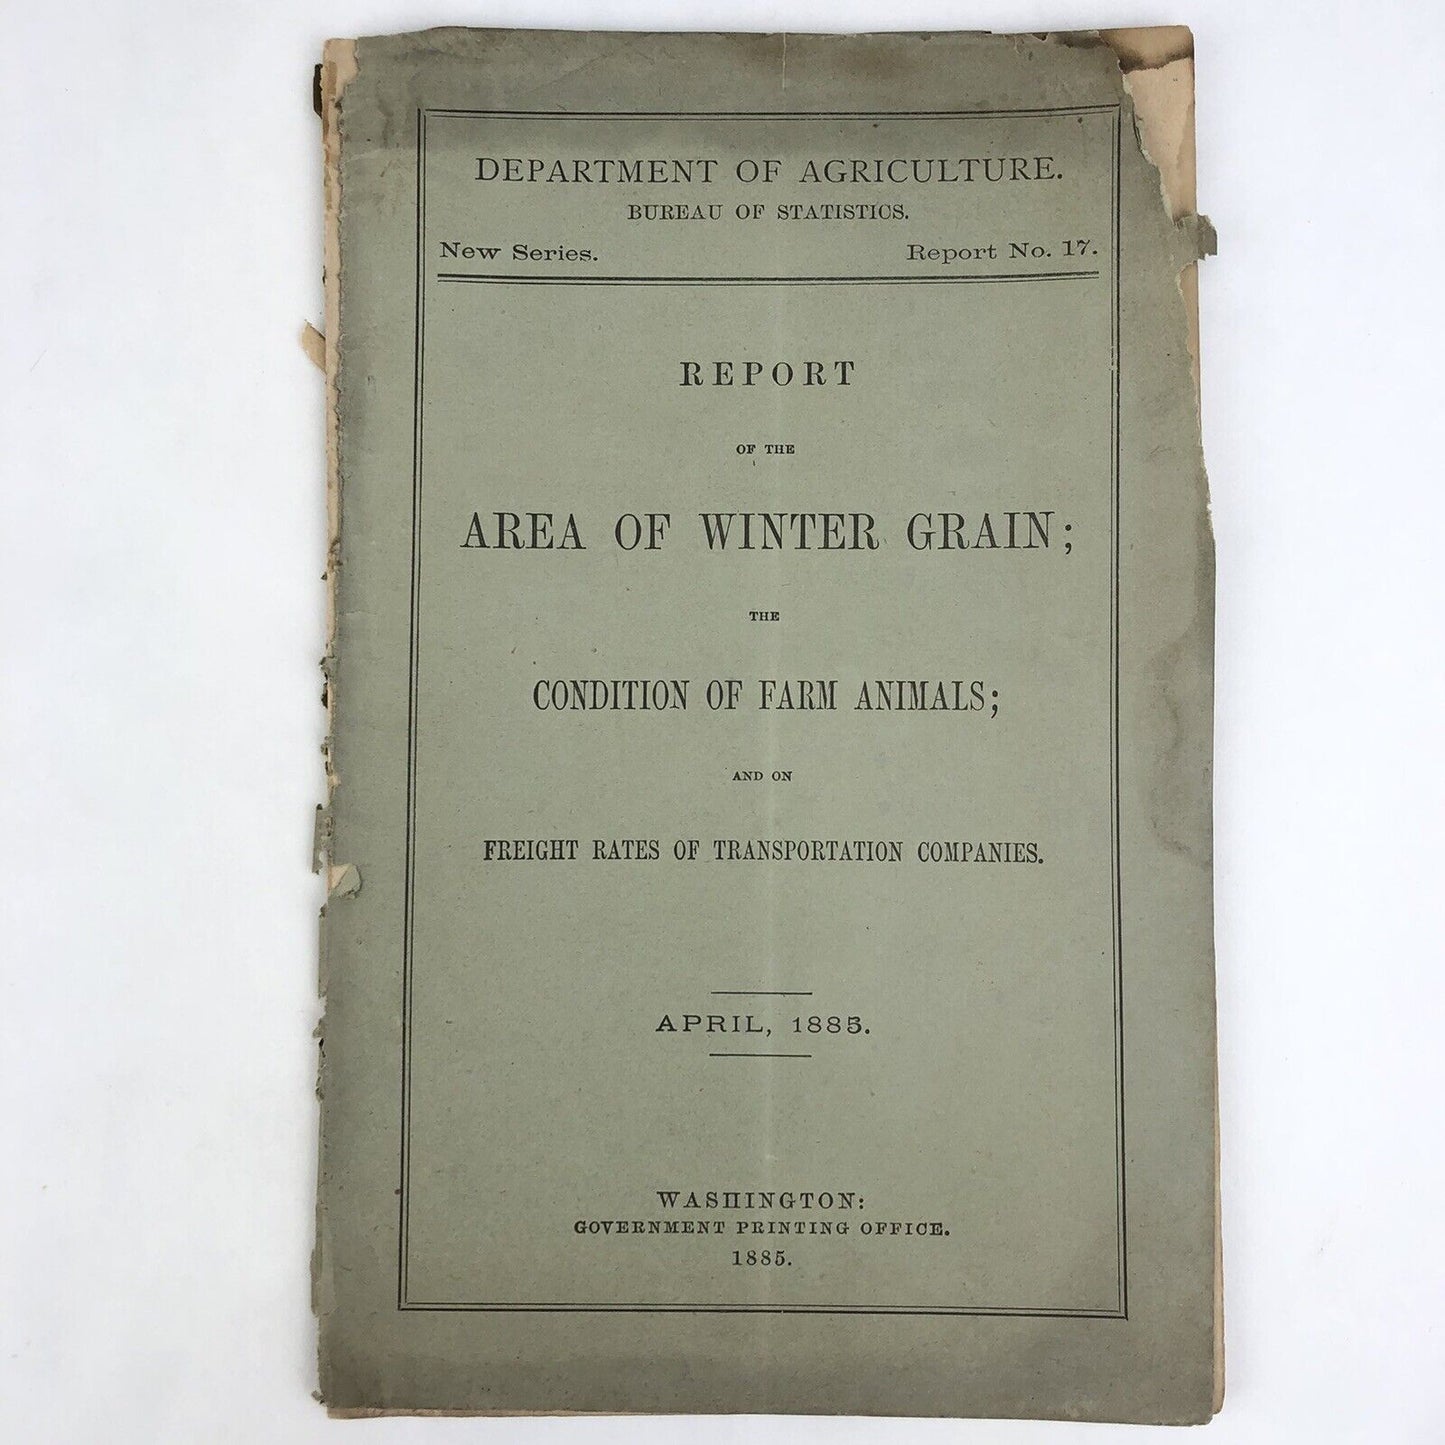 DEPARTMENT OF AGRICULTURE.
BUREAU OF STATISTICS.
New Series. Report No. 17.
REPORT
OF THE
AREA OF WINTER GRAIN;
THE
CONDITION OF FARM ANIMALS;
AND ON
FREIGHT RATES OF TRANSPORTATION COMPANIES.
APRIL, 1885.
WASHINGTON:
GOVERNMENT PRINTING OFFICE.
1885.